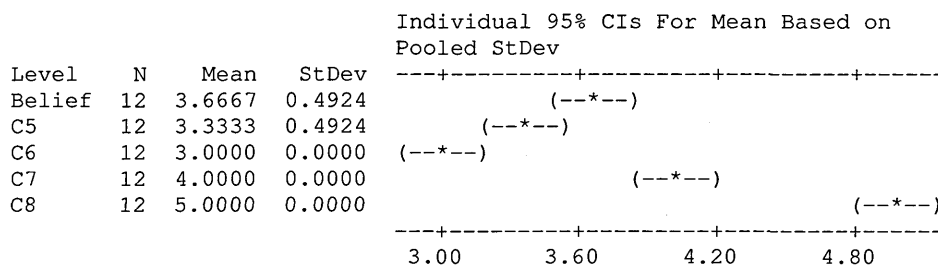 Individual 95% CIs For Mean Based on
Pooled StDev
Level N Mean StDev ---+---------+---------+---------+------
Belief 12 3.6667 0.4924 (--*--)
C5 12 3.3333 0.4924 (--*--)
C6 12 3.0000 0.0000 (--*--)
C7 12 4.0000 0.0000 (--*--)
C8 12 5.0000 0.0000 (--*--)
---+---------+---------+---------+------
3.00 3.60 4.20 4.80